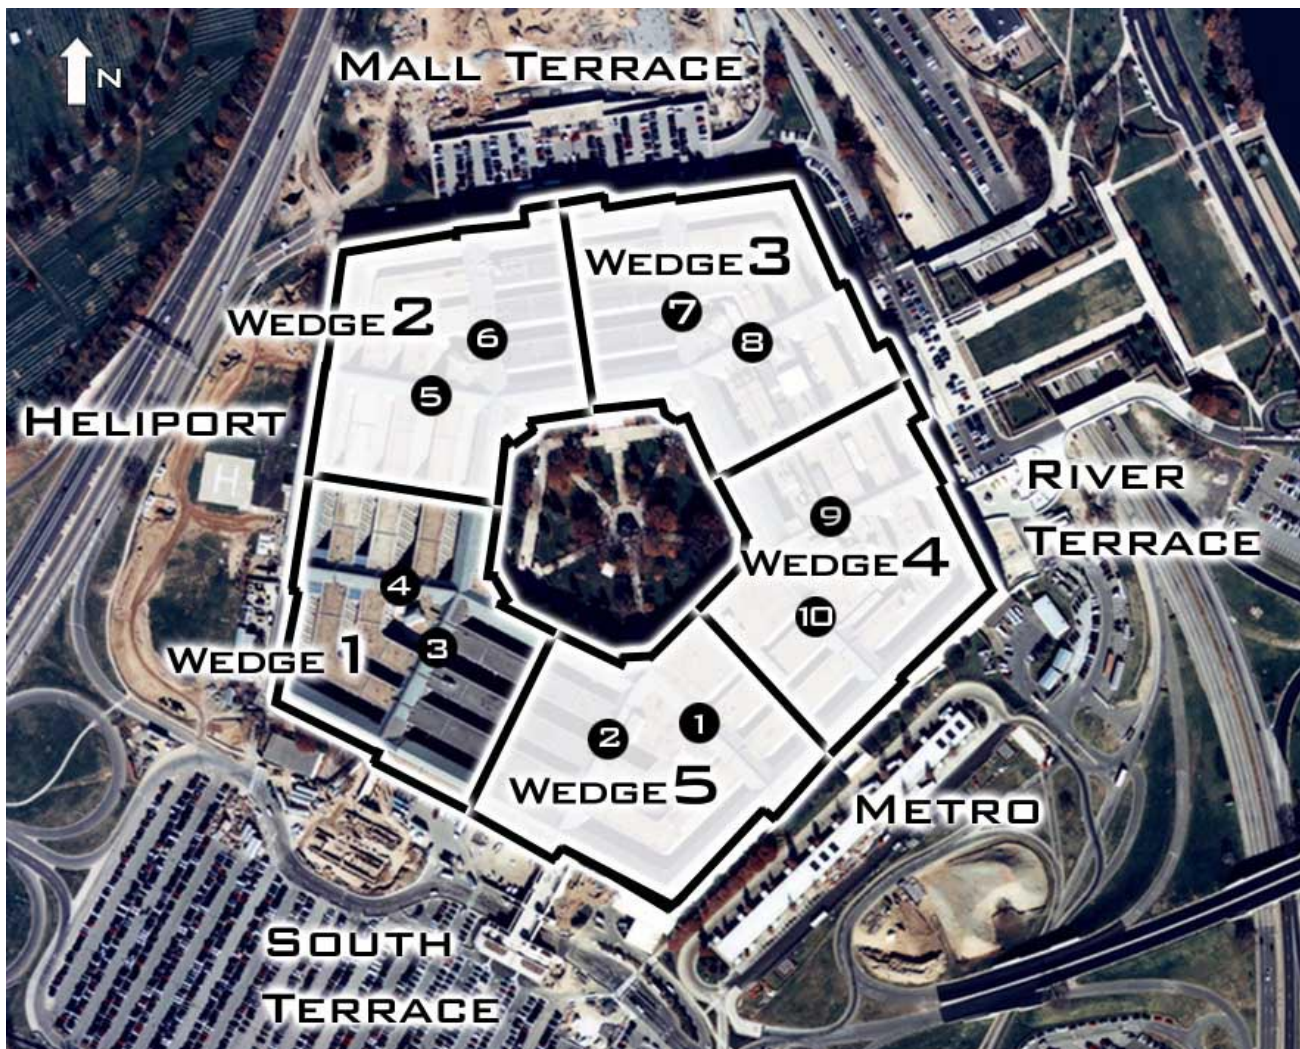 N
MALL TERRACE
WEDGE 3
7
8
WEDGE 2
6
5
HELIPORT
H
RIVER
TERRACE
9
WEDGE 4
10
4
3
WEDGE 1
1
2
WEDGE 5
METRO
SOUTH
TERRACE